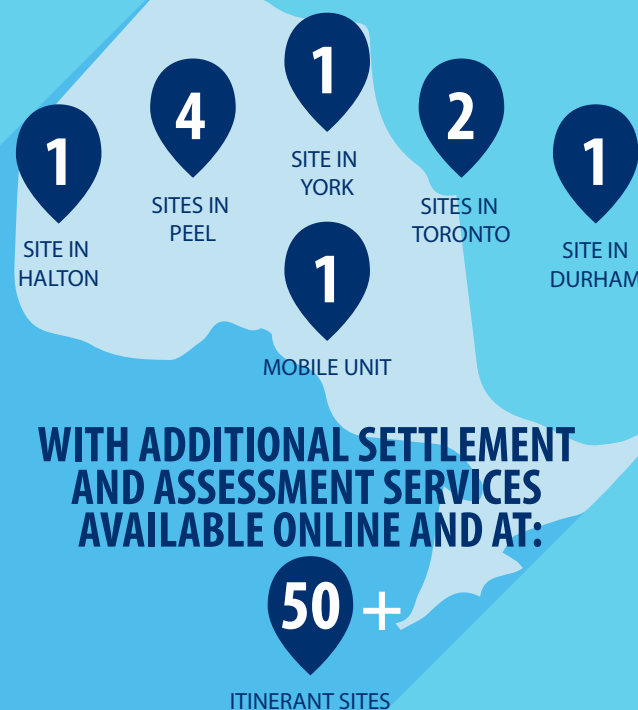 1
SITE IN
HALTON
4
SITES IN
PEEL
1
SITE IN
YORK
2
SITES IN
TORONTO
1
SITE IN
DURHAM
1
MOBILE UNIT
WITH ADDITIONAL SETTLEMENT
AND ASSESSMENT SERVICES
AVAILABLE ONLINE AND AT:
50 +
ITINERANT SITES